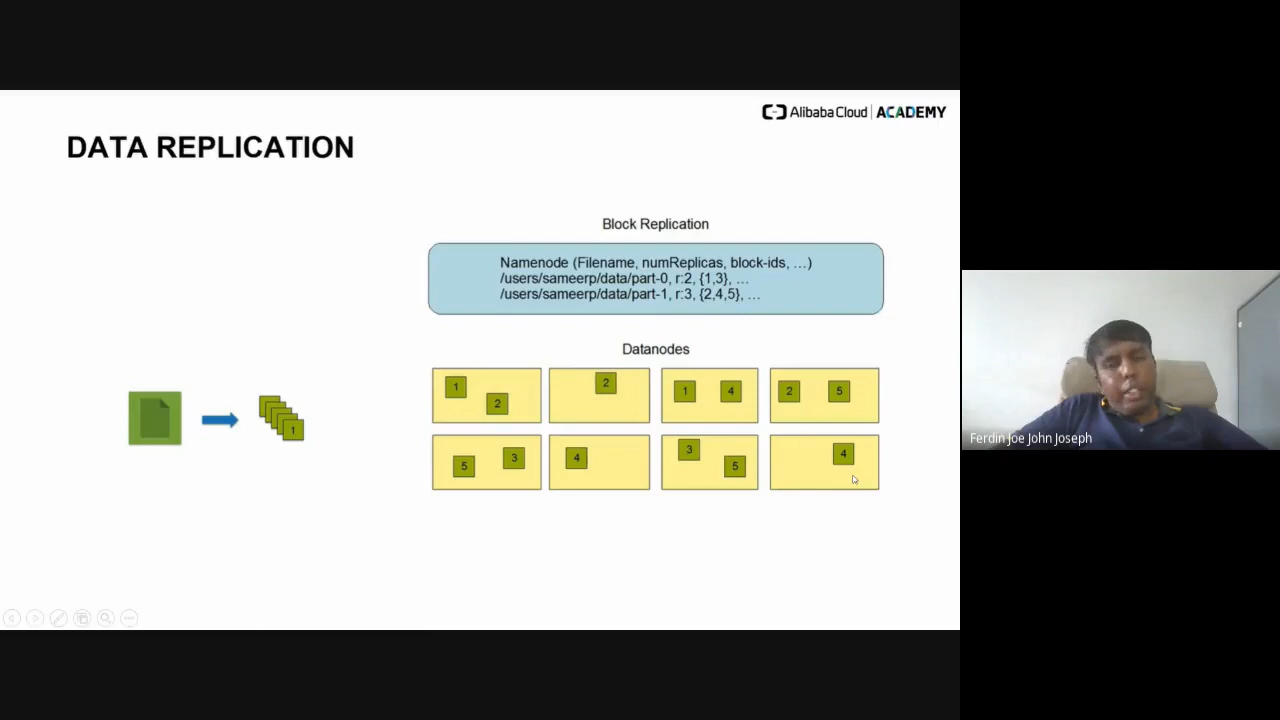 Alibaba Cloud | ACADEMY
DATA REPLICATION
Block Replication
Namenode (Filename, numReplicas, block-ids, …)
/users/sameerp/data/part-0, r:2, {1,3}, …
/users/sameerp/data/part-1, r:3, {2,4,5}, …
Datanodes
1 2 2 1 4 2 5
5 3 4 3 5 4
1
Ferdin Joe John Joseph